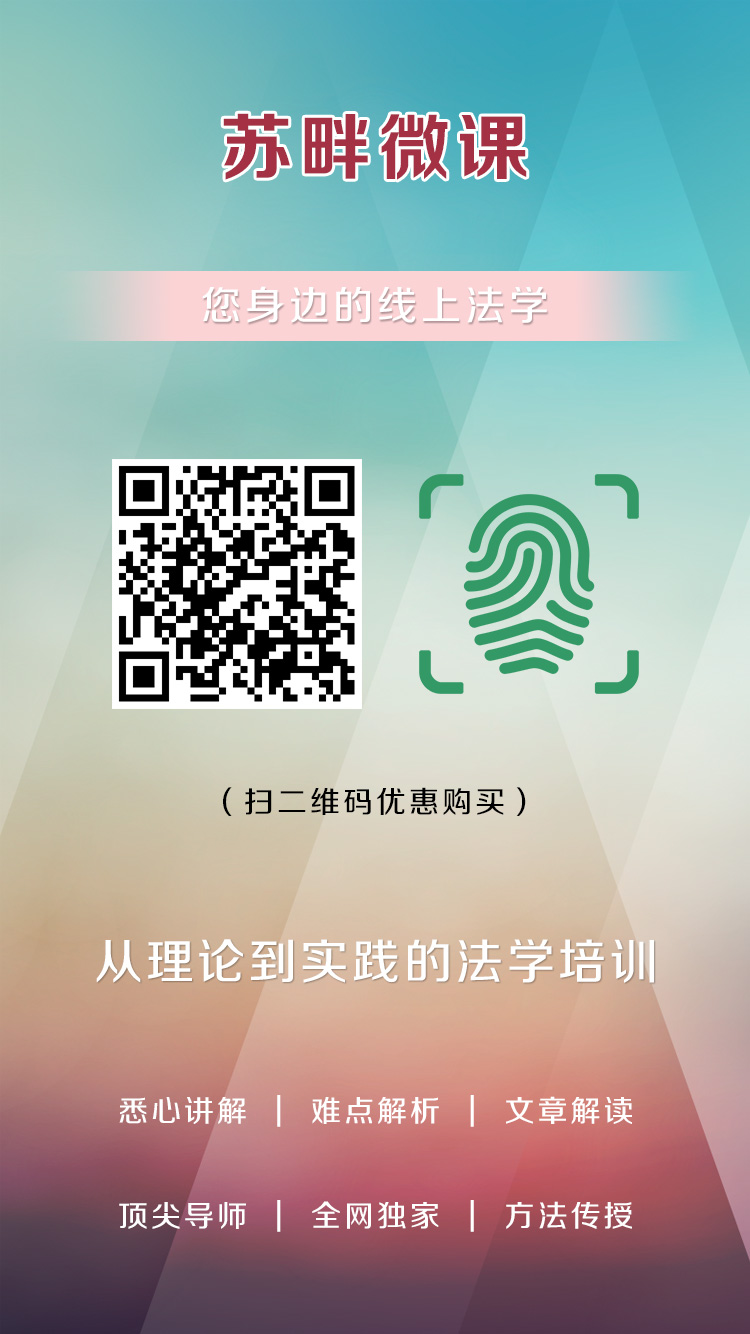 苏畔微课
您身边的线上法学
（扫二维码优惠购买）
从理论到实践的法学培训
悉心讲解 | 难点解析 | 文章解读
顶尖导师 | 全网独家 | 方法传授